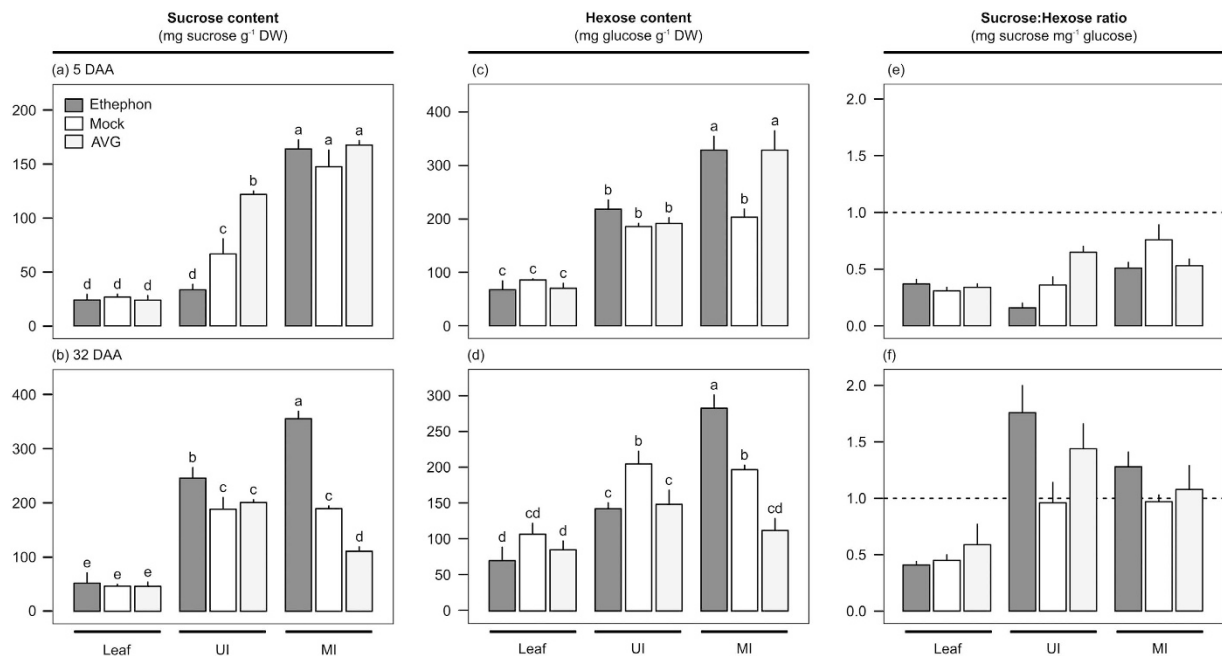 Sucrose content
(mg sucrose g⁻¹ DW)
Hexose content
(mg glucose g⁻¹ DW)
Sucrose:Hexose ratio
(mg sucrose mg⁻¹ glucose)
(a) 5 DAA
200
150
100
50
0
Ethephon
Mock
AVG
d d d d c b a a a
(c)
400
300
200
100
0
c c c b b b a b a
(e)
2.0
1.5
1.0
0.5
0.0
(b) 32 DAA
400
300
200
100
0
e e e b c c a c d
(d)
300
250
200
150
100
50
0
d cd d c b c a b cd
(f)
2.0
1.5
1.0
0.5
0.0
Leaf UI MI
Leaf UI MI
Leaf UI MI